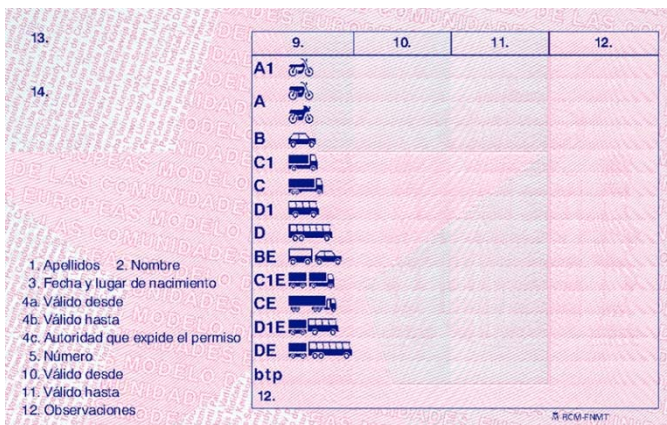 13.
14.
9. 10. 11. 12.
A1
A
B
C1
C
D1
D
BE
C1E
CE
D1E
DE
btp
12.
1. Apellidos 2. Nombre
3. Fecha y lugar de nacimiento
4a. Válido desde
4b. Válido hasta
4c. Autoridad que expide el permiso
5. Número
10. Válido desde
11. Válido hasta
12. Observaciones
RCM-FNMT